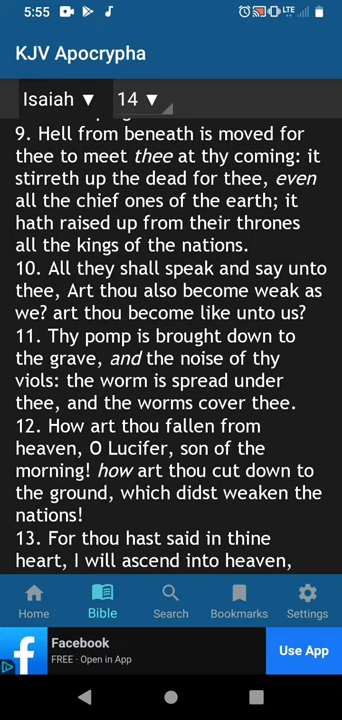 5:55
LTE
KJV Apocrypha
Isaiah ▼ 14 ▼
9. Hell from beneath is moved for
thee to meet thee at thy coming: it
stirreth up the dead for thee, even
all the chief ones of the earth; it
hath raised up from their thrones
all the kings of the nations.
10. All they shall speak and say unto
thee, Art thou also become weak as
we? art thou become like unto us?
11. Thy pomp is brought down to
the grave, and the noise of thy
viols: the worm is spread under
thee, and the worms cover thee.
12. How art thou fallen from
heaven, O Lucifer, son of the
morning! how art thou cut down to
the ground, which didst weaken the
nations!
13. For thou hast said in thine
heart, I will ascend into heaven,
Home Bible Search Bookmarks Settings
Facebook
FREE · Open in App
Use App